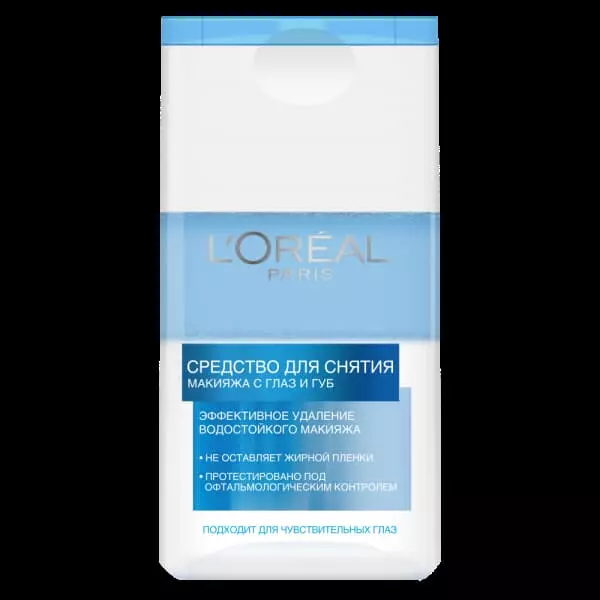 L'ORÉAL
PARIS
СРЕДСТВО ДЛЯ СНЯТИЯ
МАКИЯЖА С ГЛАЗ И ГУБ
ЭФФЕКТИВНОЕ УДАЛЕНИЕ
ВОДОСТОЙКОГО МАКИЯЖА
• НЕ ОСТАВЛЯЕТ ЖИРНОЙ ПЛЕНКИ
• ПРОТЕСТИРОВАНО ПОД
ОФТАЛЬМОЛОГИЧЕСКИМ КОНТРОЛЕМ
ПОДХОДИТ ДЛЯ ЧУВСТВИТЕЛЬНЫХ ГЛАЗ